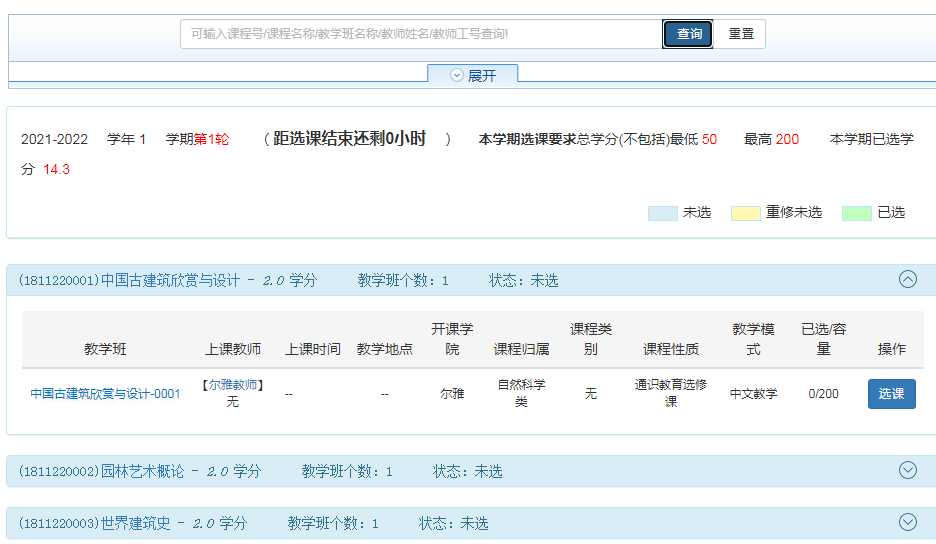 可输入课程号/课程名称/教学班名称/教师姓名/教师工号查询!
查询
重置
展开
2021-2022 学年 1 学期第1轮 （ 距选课结束还剩0小时 ） 本学期选课要求总学分(不包括)最低 50 最高 200 本学期已选学
分 14.3
未选 重修未选 已选
(1811220001)中国古建筑欣赏与设计 - 2.0 学分 教学班个数：1 状态：未选
教学班 上课教师 上课时间 教学地点 开课学院 课程归属 课程类别 课程性质 教学模式 已选/容量 操作
中国古建筑欣赏与设计-0001 【尔雅教师】无 -- -- 尔雅 自然科学类 无 通识教育选修课 中文教学 0/200 选课
(1811220002)园林艺术概论 - 2.0 学分 教学班个数：1 状态：未选
(1811220003)世界建筑史 - 2.0 学分 教学班个数：1 状态：未选